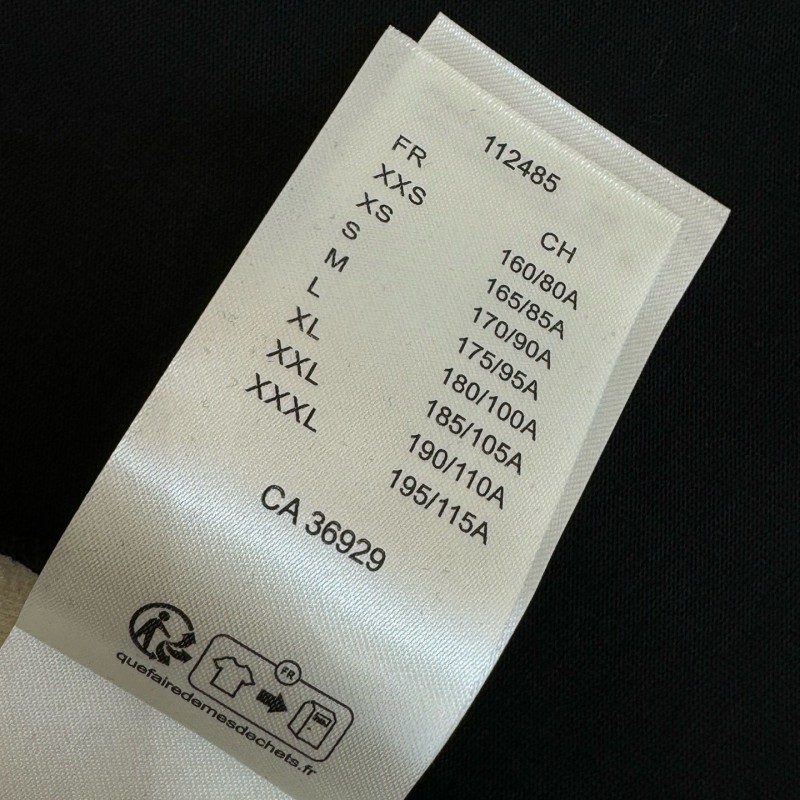 112485
FR CH
XXS 160/80A
XS 165/85A
S 170/90A
M 175/95A
L 180/100A
XL 185/105A
XXL 190/110A
XXXL 195/115A
CA 36929
FR
quefairedemesdechets.fr